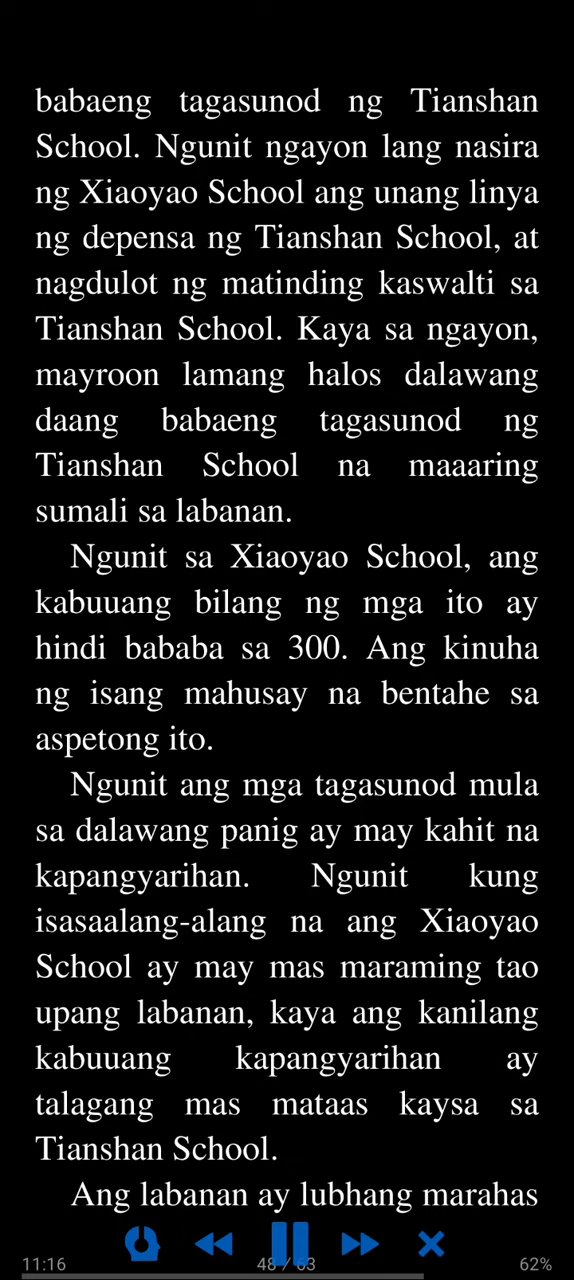 babaeng tagasunod ng Tianshan
School. Ngunit ngayon lang nasira
ng Xiaoyao School ang unang linya
ng depensa ng Tianshan School, at
nagdulot ng matinding kaswalti sa
Tianshan School. Kaya sa ngayon,
mayroon lamang halos dalawang
daang babaeng tagasunod ng
Tianshan School na maaaring
sumali sa labanan.
Ngunit sa Xiaoyao School, ang
kabuuang bilang ng mga ito ay
hindi bababa sa 300. Ang kinuha
ng isang mahusay na bentahe sa
aspetong ito.
Ngunit ang mga tagasunod mula
sa dalawang panig ay may kahit na
kapangyarihan. Ngunit kung
isasaalang-alang na ang Xiaoyao
School ay may mas maraming tao
upang labanan, kaya ang kanilang
kabuuang kapangyarihan ay
talagang mas mataas kaysa sa
Tianshan School.
Ang labanan ay lubhang marahas
11:16 48 / 63 62%